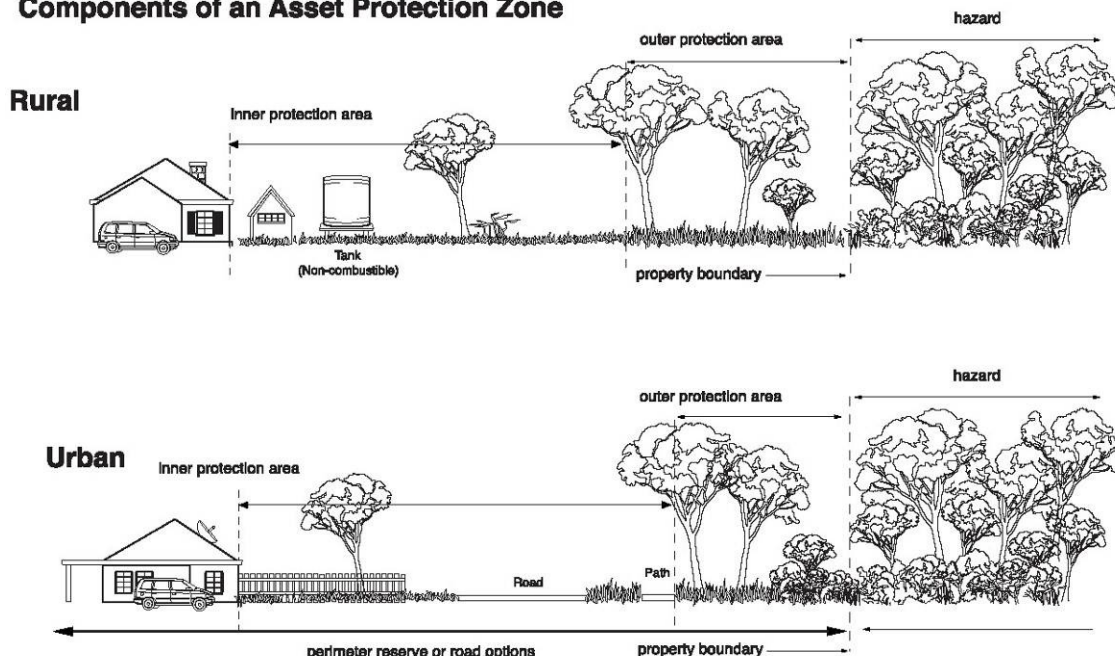 Components of an Asset Protection Zone
hazard
outer protection area
Rural
inner protection area
Tank
(Non-combustible)
property boundary
hazard
outer protection area
Urban
inner protection area
Road
Path
perimeter reserve or road options
property boundary